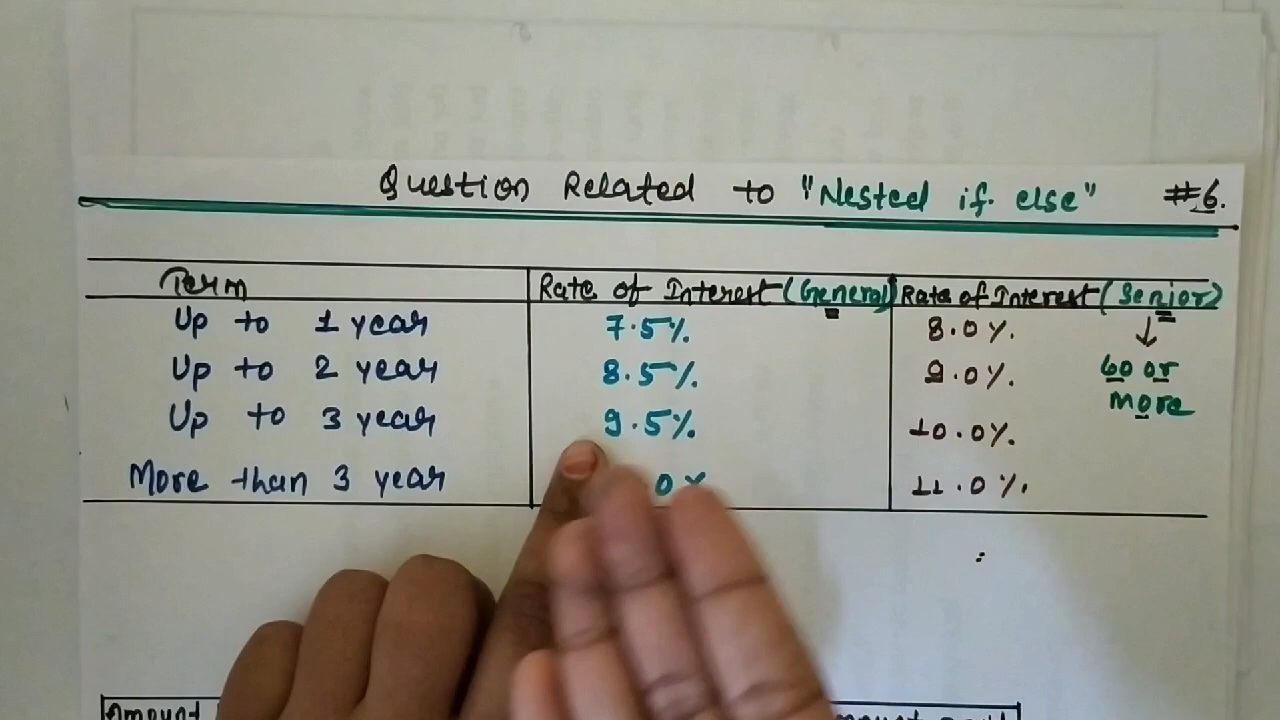 Question Related to "Nested if. else" #6.
Term Rate of Interest (General) Rate of Interest (Senior)
Up to 1 year 7.5% 8.0%. ↓
Up to 2 year 8.5% 9.0%. 60 or
more
Up to 3 year 9.5% 10.0%.
More than 3 year 0% 11.0%.
Amount